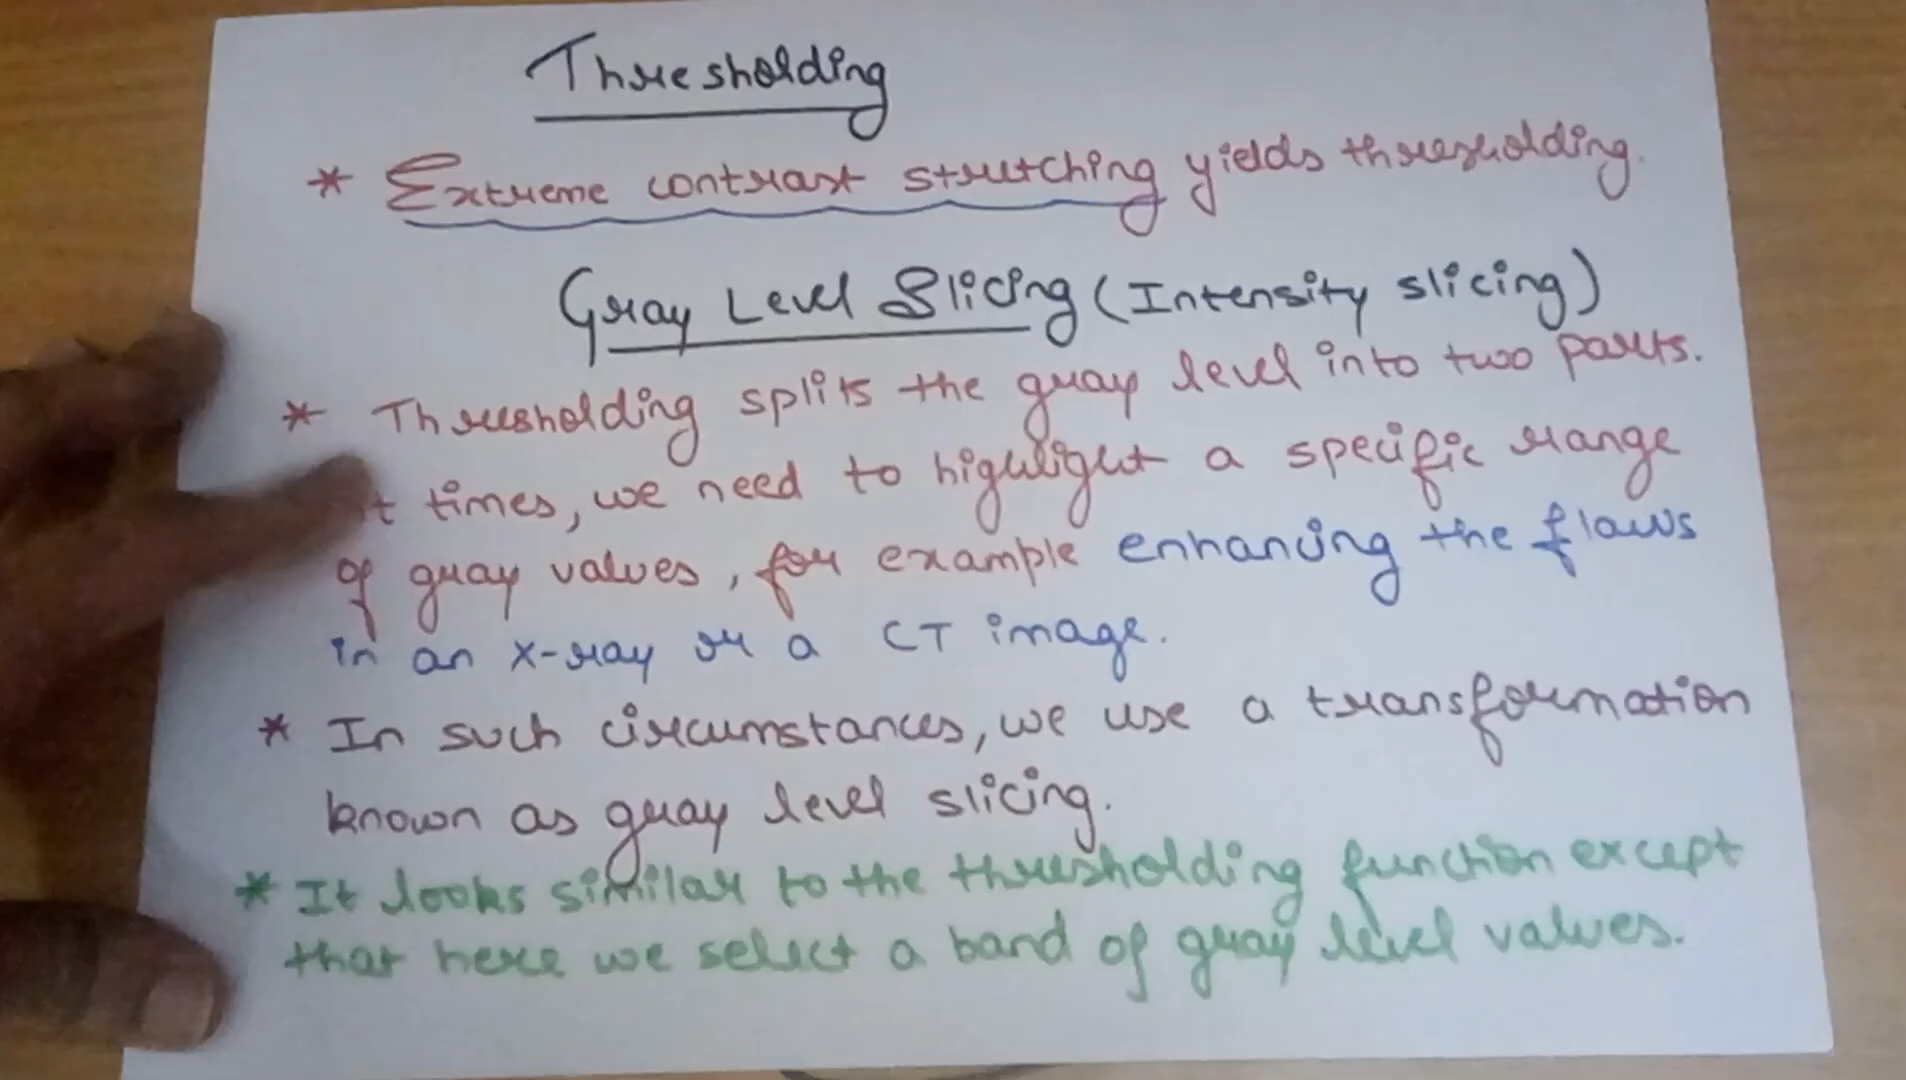 Thresholding
* Extreme contrast stretching yields thresholding.
Gray Level Slicing (Intensity slicing)
* Thresholding splits the gray level into two parts.
times, we need to highlight a specific range
of gray values, for example enhancing the flaws
in an x-ray or a CT image.
* In such circumstances, we use a transformation
known as gray level slicing.
* It looks similar to the thresholding function except
that here we select a band of gray level values.